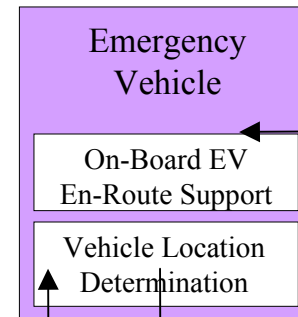 Emergency
Vehicle
On-Board EV
En-Route Support
Vehicle Location
Determination